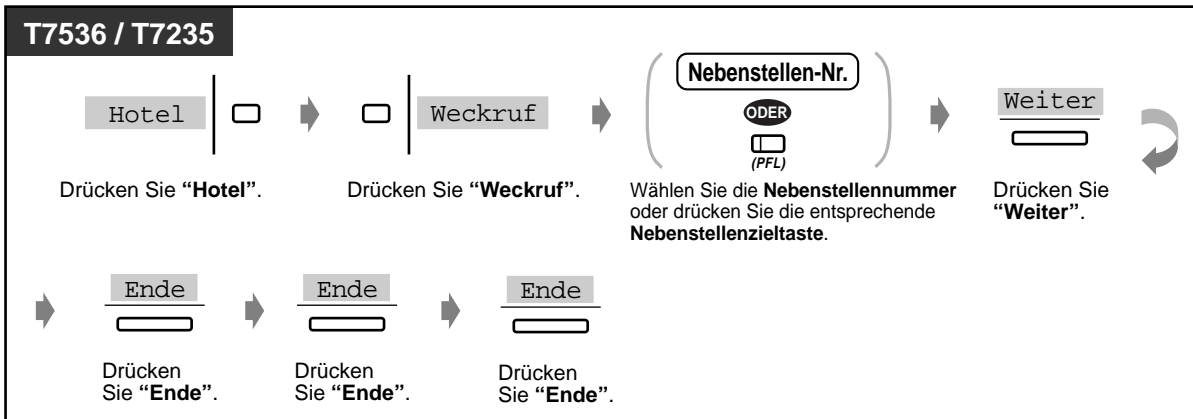 T7536 / T7235
Hotel
Weckruf
Nebenstellen-Nr.
ODER
(PFL)
Weiter
Drücken Sie “Hotel”.
Drücken Sie “Weckruf”.
Wählen Sie die Nebenstellennummer
oder drücken Sie die entsprechende
Nebenstellenzieltaste.
Drücken Sie
“Weiter”.
Ende
Ende
Ende
Drücken
Sie “Ende”.
Drücken
Sie “Ende”.
Drücken
Sie “Ende”.